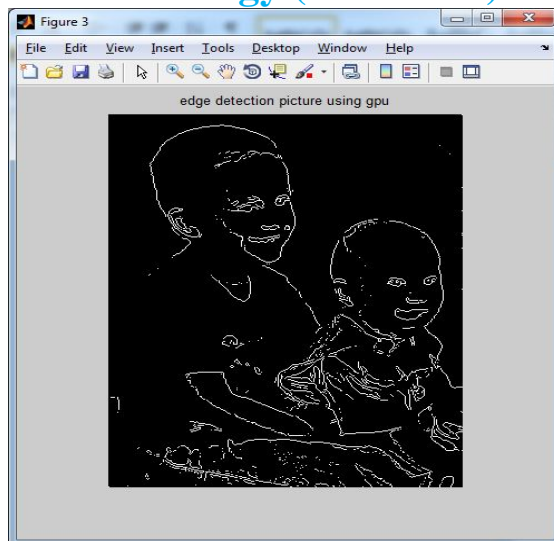 Figure 3
File Edit View Insert Tools Desktop Window Help
edge detection picture using gpu